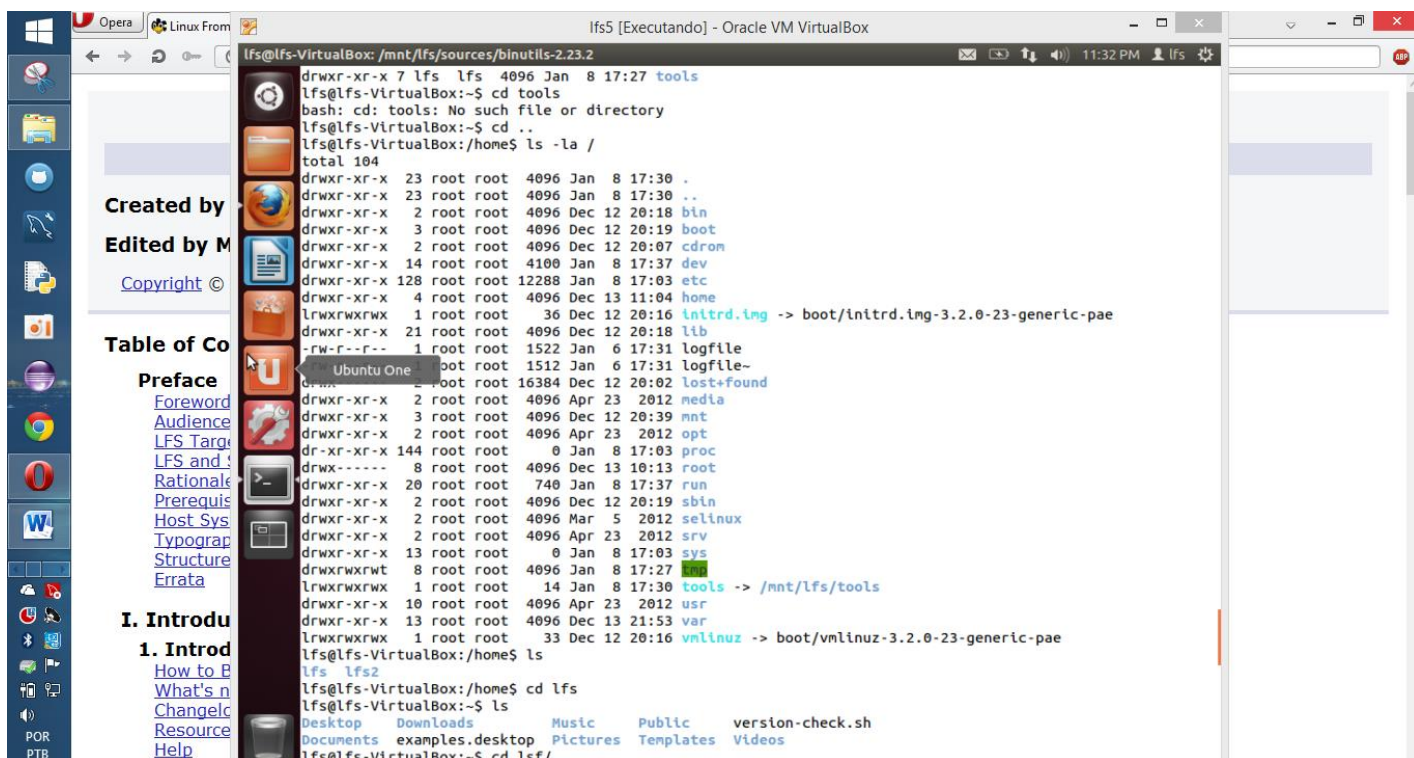 Opera
Linux From
lfs5 [Executando] - Oracle VM VirtualBox
lfs@lfs-VirtualBox: /mnt/lfs/sources/binutils-2.23.2
11:32 PM lfs
ABP
Created by
Edited by M
Copyright ©
Table of Co
Preface
Foreword
Audience
LFS Targe
LFS and
Rationale
Prerequis
Host Sys
Typograp
Structure
Errata
I. Introdu
1. Introd
How to B
What's n
Changelo
Resource
Help
drwxr-xr-x 7 lfs lfs 4096 Jan 8 17:27 tools
lfs@lfs-VirtualBox:~$ cd tools
bash: cd: tools: No such file or directory
lfs@lfs-VirtualBox:~$ cd ..
lfs@lfs-VirtualBox:/home$ ls -la /
total 104
drwxr-xr-x 23 root root 4096 Jan 8 17:30 .
drwxr-xr-x 23 root root 4096 Jan 8 17:30 ..
drwxr-xr-x 2 root root 4096 Dec 12 20:18 bin
drwxr-xr-x 3 root root 4096 Dec 12 20:19 boot
drwxr-xr-x 2 root root 4096 Dec 12 20:07 cdrom
drwxr-xr-x 14 root root 4100 Jan 8 17:37 dev
drwxr-xr-x 128 root root 12288 Jan 8 17:03 etc
drwxr-xr-x 4 root root 4096 Dec 13 11:04 home
lrwxrwxrwx 1 root root 36 Dec 12 20:16 initrd.img -> boot/initrd.img-3.2.0-23-generic-pae
drwxr-xr-x 21 root root 4096 Dec 12 20:18 lib
-rw-r--r-- 1 root root 1522 Jan 6 17:31 logfile
1 root root 1512 Jan 6 17:31 logfile~
2 root root 16384 Dec 12 20:02 lost+found
Ubuntu One
drwxr-xr-x 2 root root 4096 Apr 23 2012 media
drwxr-xr-x 3 root root 4096 Dec 12 20:39 mnt
drwxr-xr-x 2 root root 4096 Apr 23 2012 opt
dr-xr-xr-x 144 root root 0 Jan 8 17:03 proc
drwx------ 8 root root 4096 Dec 13 10:13 root
drwxr-xr-x 20 root root 740 Jan 8 17:37 run
drwxr-xr-x 2 root root 4096 Dec 12 20:19 sbin
drwxr-xr-x 2 root root 4096 Mar 5 2012 selinux
drwxr-xr-x 2 root root 4096 Apr 23 2012 srv
drwxr-xr-x 13 root root 0 Jan 8 17:03 sys
drwxrwxrwt 8 root root 4096 Jan 8 17:27 tmp
lrwxrwxrwx 1 root root 14 Jan 8 17:30 tools -> /mnt/lfs/tools
drwxr-xr-x 10 root root 4096 Apr 23 2012 usr
drwxr-xr-x 13 root root 4096 Dec 13 21:53 var
lrwxrwxrwx 1 root root 33 Dec 12 20:16 vmlinuz -> boot/vmlinuz-3.2.0-23-generic-pae
lfs@lfs-VirtualBox:/home$ ls
lfs lfs2
lfs@lfs-VirtualBox:/home$ cd lfs
lfs@lfs-VirtualBox:~$ ls
Desktop Downloads Music Public version-check.sh
Documents examples.desktop Pictures Templates Videos
lfs@lfs-VirtualBox:~$ cd lsf/
POR
PTB